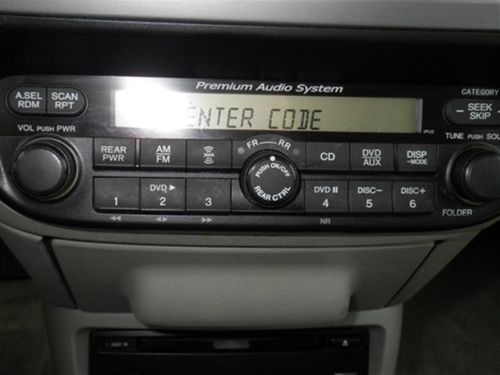 Premium Audio System
A.SEL RDM
SCAN RPT
ENTER CODE
CATEGORY
SEEK SKIP
VOL PUSH PWR
TUNE PUSH SOU
REAR PWR
AM FM
FR RR
CD
DVD AUX
DISP -MODE
PUSH ON/OFF
REAR CTRL
1
DVD ▶ 2
3
DVD II 4
DISC- 5
DISC+ 6
NR
FOLDER